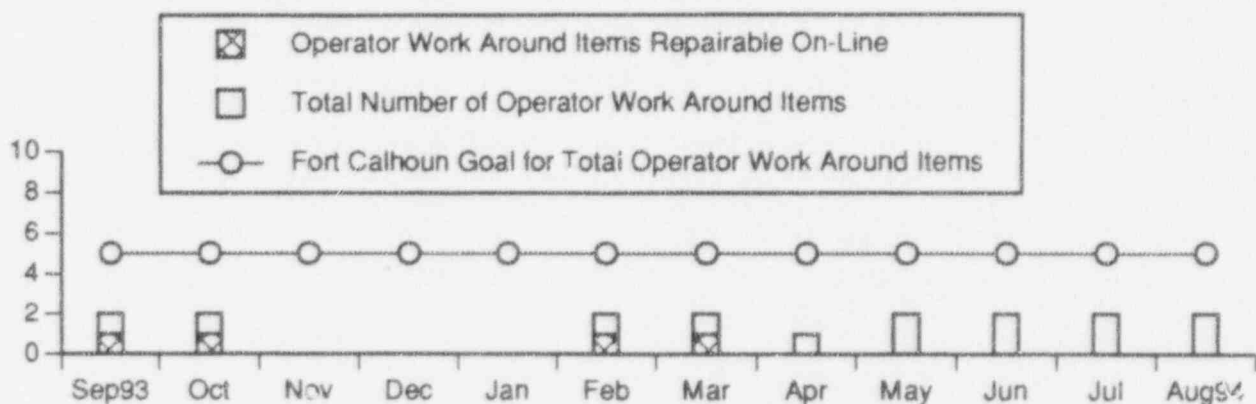 Operator Work Around Items Repairable On-Line
Total Number of Operator Work Around Items
Fort Calhoun Goal for Total Operator Work Around Items
10
8
6
4
2
0
Sep93 Oct Nov Dec Jan Feb Mar Apr May Jun Jul Aug94